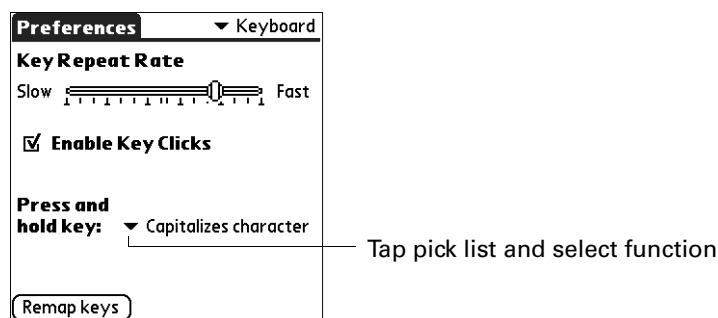 Preferences Keyboard
Key Repeat Rate
Slow Fast
Enable Key Clicks
Press and
hold key: Capitalizes character
Tap pick list and select function
Remap keys